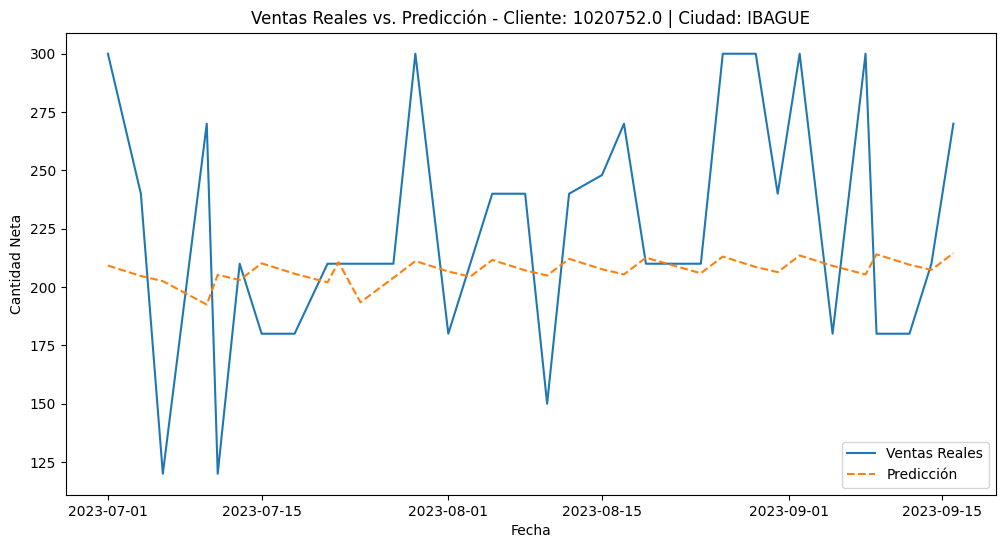 Ventas Reales vs. Predicción - Cliente: 1020752.0 | Ciudad: IBAGUE
Cantidad Neta
300
275
250
225
200
175
150
125
2023-07-01
2023-07-15
2023-08-01
2023-08-15
2023-09-01
2023-09-15
Fecha
Ventas Reales
Predicción